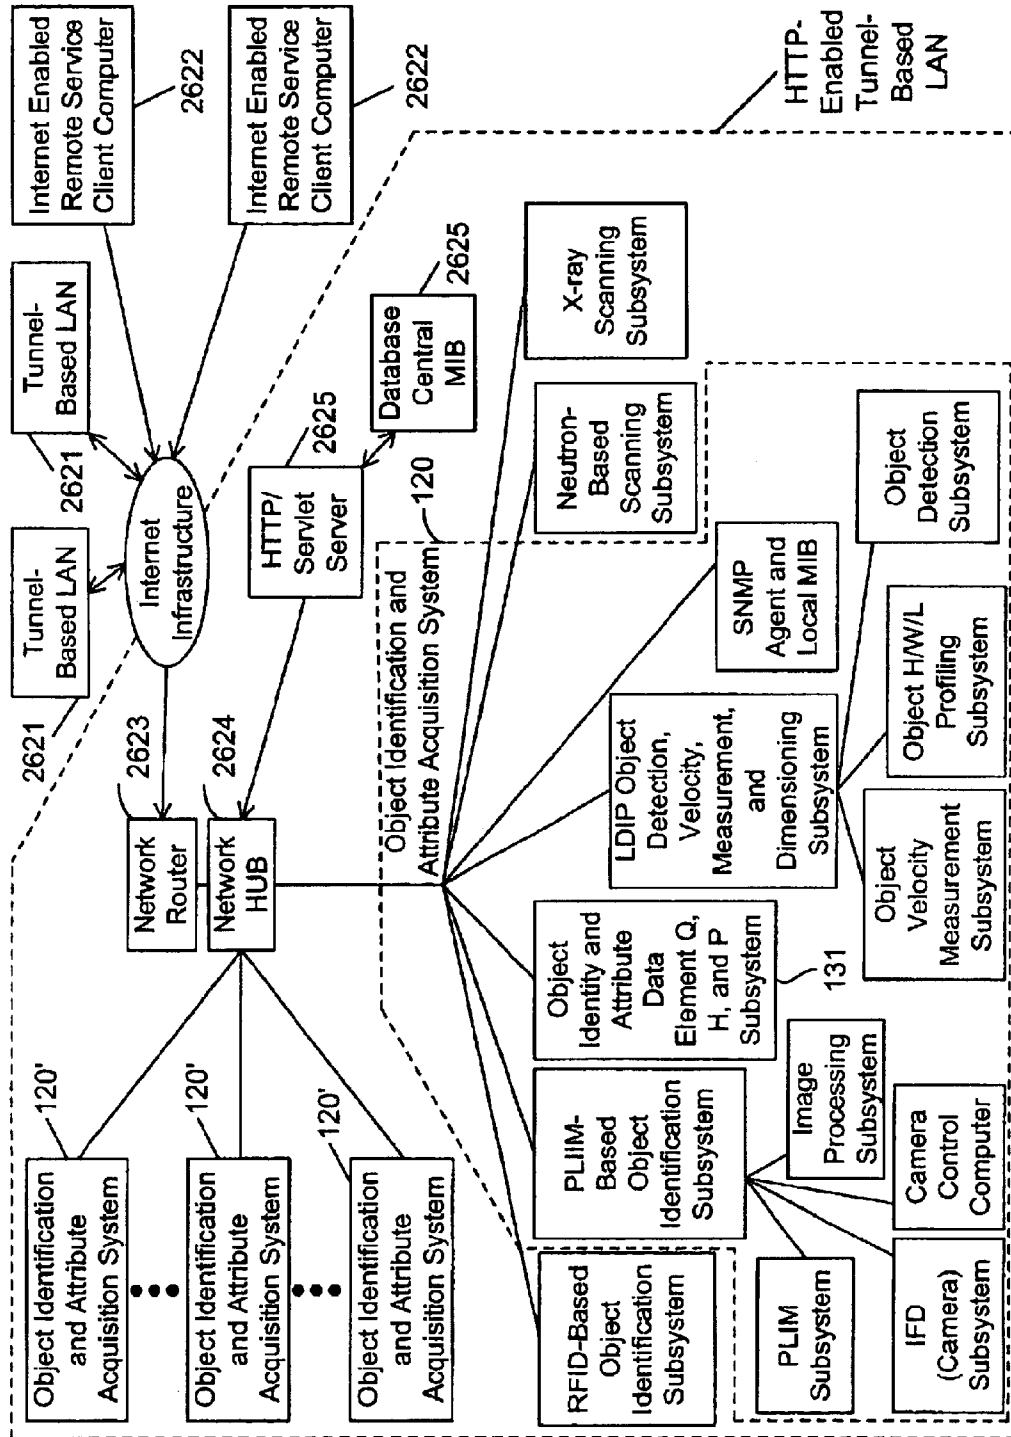 Object Identification
and Attribute
Acquisition System
120'
Object Identification
and Attribute
Acquisition System
120'
Object Identification
and Attribute
Acquisition System
120'
Network
Router
2623
Network
HUB
2624
Tunnel-
Based LAN
2621
Tunnel-
Based LAN
2621
Internet
Infrastructure
Internet Enabled
Remote Service
Client Computer
2622
Internet Enabled
Remote Service
Client Computer
2622
HTTP/
Servlet
Server
2625
Database
Central
MIB
2625
HTTP-
Enabled
Tunnel-
Based
LAN
Object Identification and
Attribute Acquisition System
120
RFID-Based
Object
Identification
Subsystem
PLIIM-
Based Object
Identification
Subsystem
Object
Identity and
Attribute Data
Element Q,
H, and P
Subsystem
131
LDIP Object
Detection,
Velocity,
Measurement,
and
Dimensioning
Subsystem
SNMP
Agent and
Local MIB
Neutron-
Based
Scanning
Subsystem
X-ray
Scanning
Subsystem
PLIM
Subsystem
IFD
(Camera)
Subsystem
Camera
Control
Computer
Image
Processing
Subsystem
Object
Velocity
Measurement
Subsystem
Object H/W/L
Profiling
Subsystem
Object
Detection
Subsystem